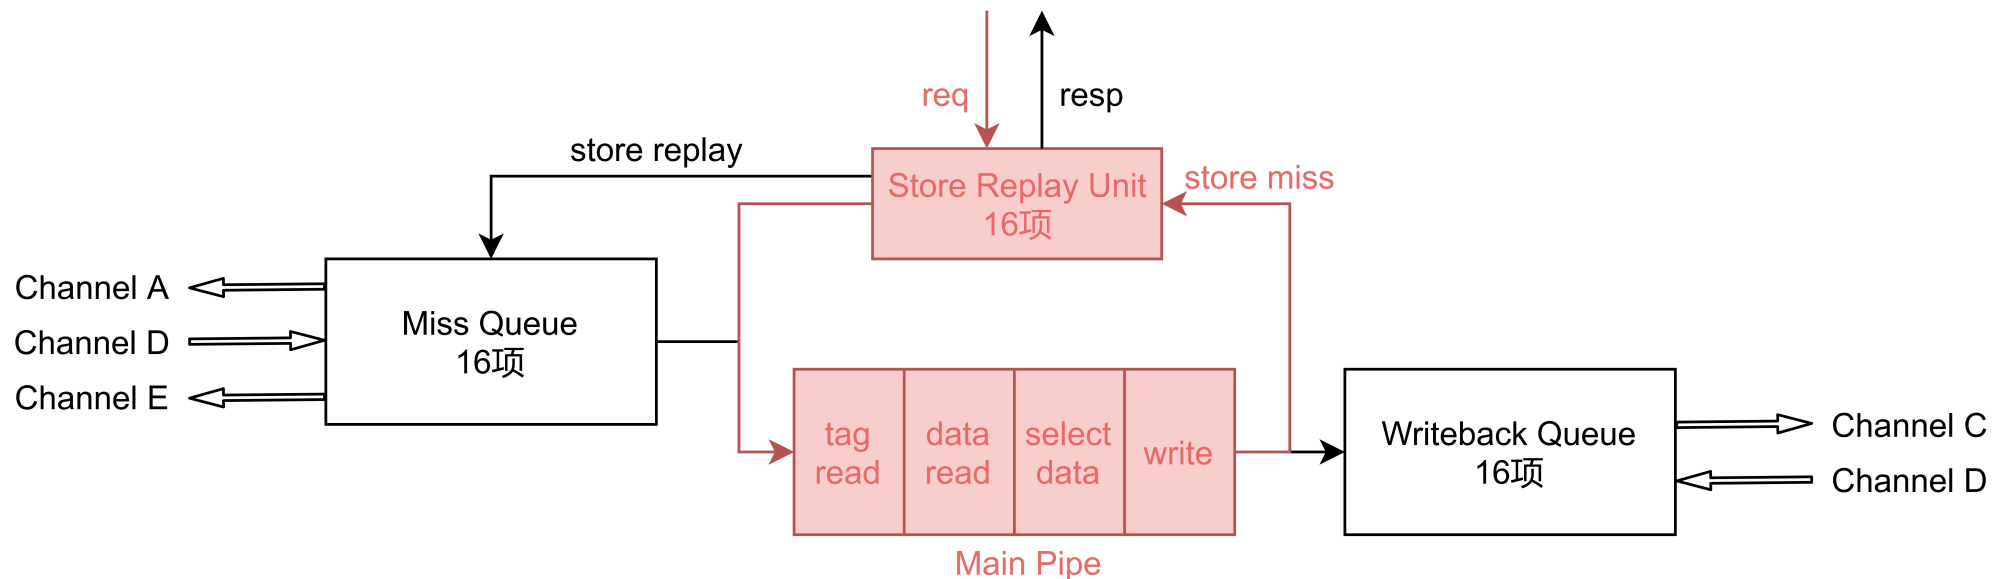 req
resp
store replay
Store Replay Unit
16项
store miss
Channel A
Channel D
Channel E
Miss Queue
16项
tag
read
data
read
select
data
write
Main Pipe
Writeback Queue
16项
Channel C
Channel D